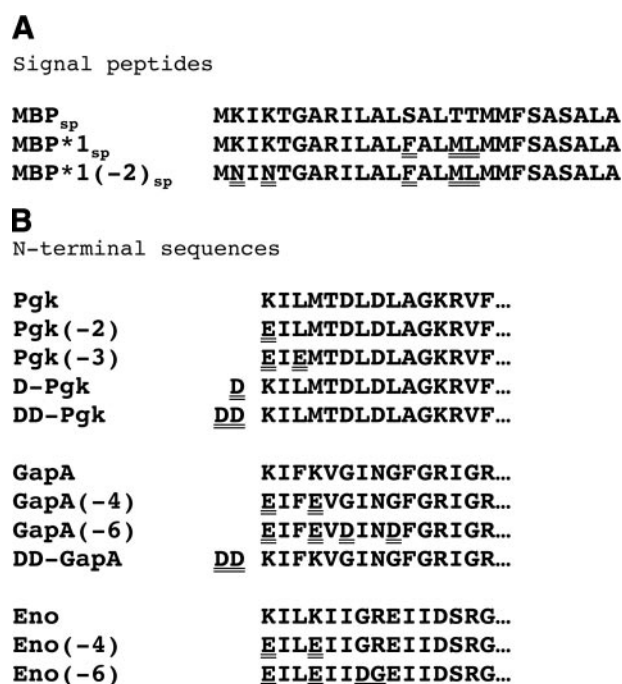 A
Signal peptides
MBPsp MKIKTGARILALSALTTMMFSASALA
MBP*1sp MKIKTGARILALFALMLMMFSASALA
MBP*1(-2)sp MNINTGARILALFALMLMMFSASALA
B
N-terminal sequences
Pgk KILMTDLDLAGKRVF…
Pgk(-2) EILMTDLDLAGKRVF…
Pgk(-3) EIEMTDLDLAGKRVF…
D-Pgk D KILMTDLDLAGKRVF…
DD-Pgk DD KILMTDLDLAGKRVF…
GapA KIFKVGINGFGRIGR…
GapA(-4) EIFEVGINGFGRIGR…
GapA(-6) EIFEVDINDFGRIGR…
DD-GapA DD KIFKVGINGFGRIGR…
Eno KILKIIGREIIDSRG…
Eno(-4) EILEIIGREIIDSRG…
Eno(-6) EILEIIDGEIIDSRG…